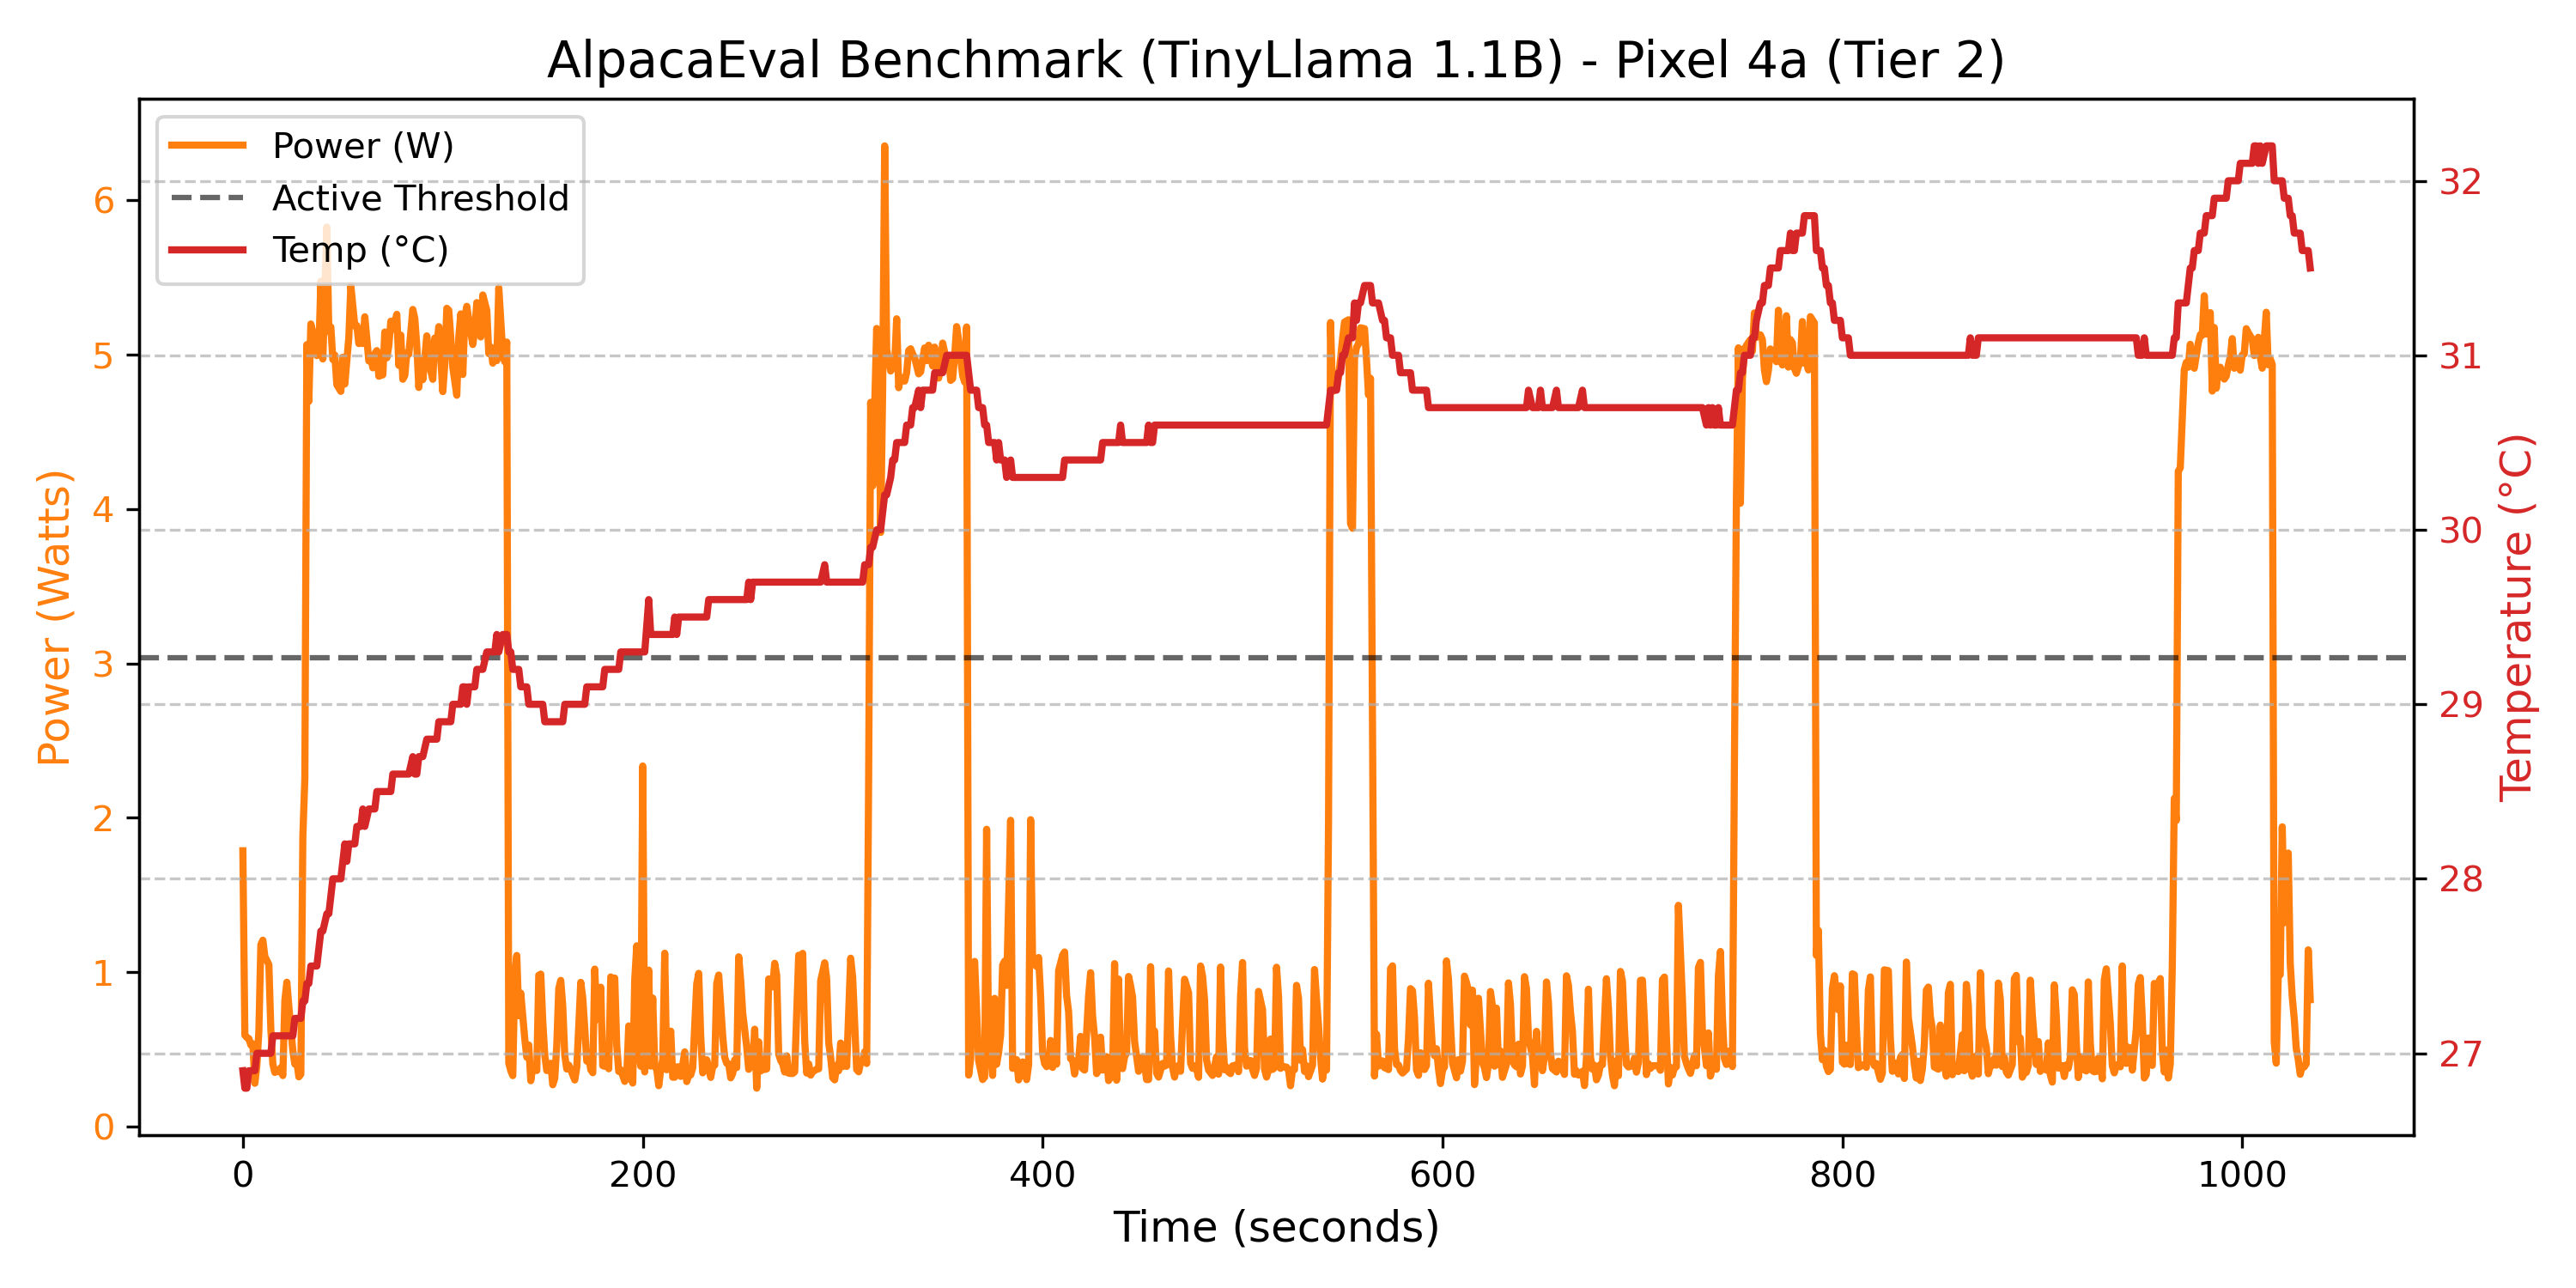 AlpacaEval Benchmark (TinyLlama 1.1B) - Pixel 4a (Tier 2)
Power (W)
Active Threshold
Temp (°C)
Power (Watts)
6
5
4
3
2
1
0
32
31
30
29
28
27
Temperature (°C)
0 200 400 600 800 1000
Time (seconds)